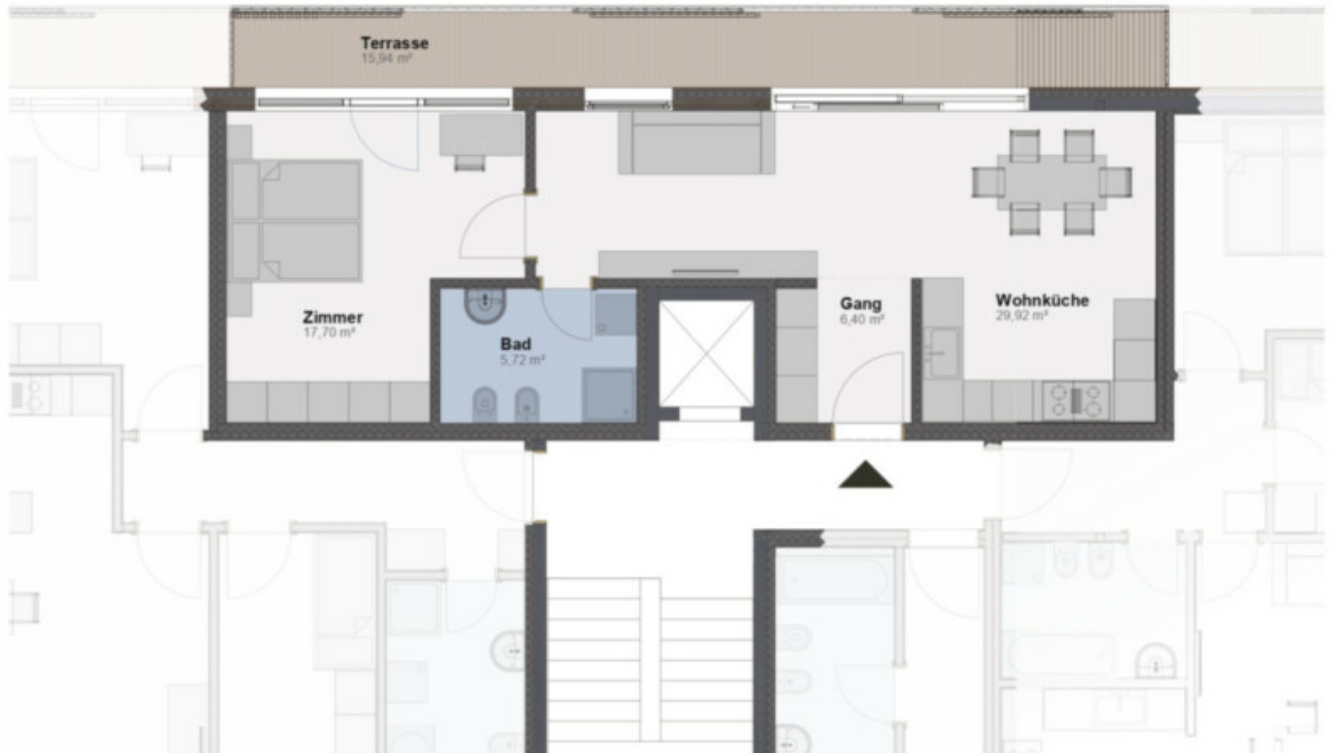 Terrasse
15,94 m²
Zimmer
17,70 m²
Bad
5,72 m²
Gang
6,40 m²
Wohnküche
29,92 m²